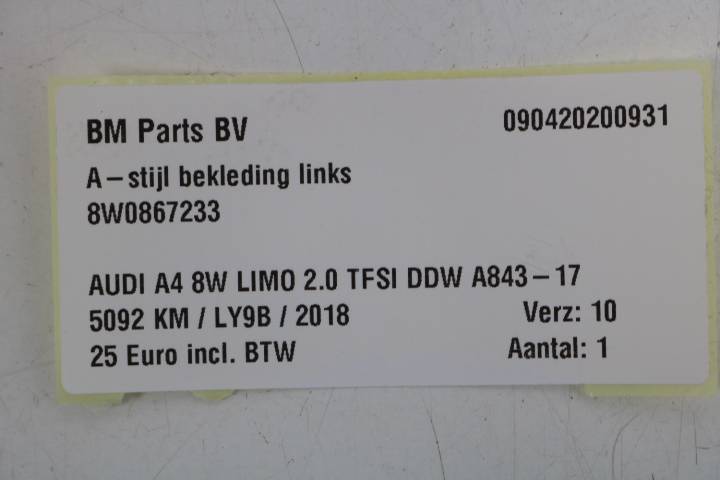 BM Parts BV 090420200931
A-stijl bekleding links
8W0867233
AUDI A4 8W LIMO 2.0 TFSI DDW A843-17
5092 KM / LY9B / 2018 Verz: 10
25 Euro incl. BTW Aantal: 1